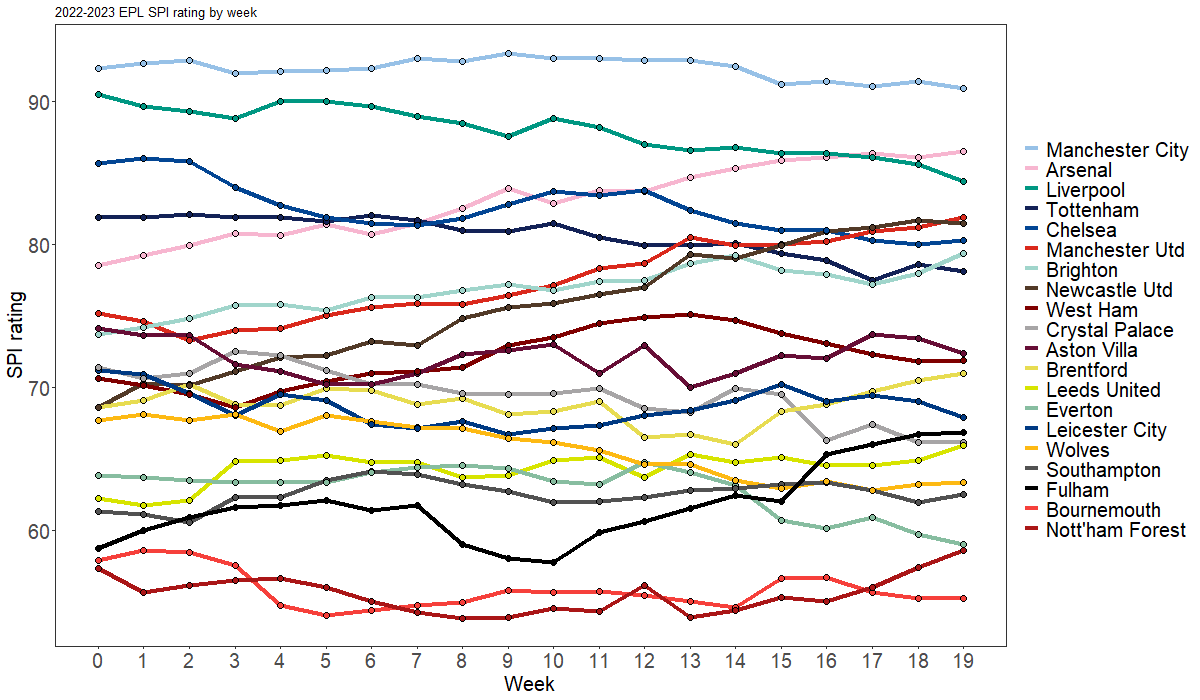 2022-2023 EPL SPI rating by week
SPI rating
90
80
70
60
0 1 2 3 4 5 6 7 8 9 10 11 12 13 14 15 16 17 18 19
Week
Manchester City
Arsenal
Liverpool
Tottenham
Chelsea
Manchester Utd
Brighton
Newcastle Utd
West Ham
Crystal Palace
Aston Villa
Brentford
Leeds United
Everton
Leicester City
Wolves
Southampton
Fulham
Bournemouth
Nott'ham Forest